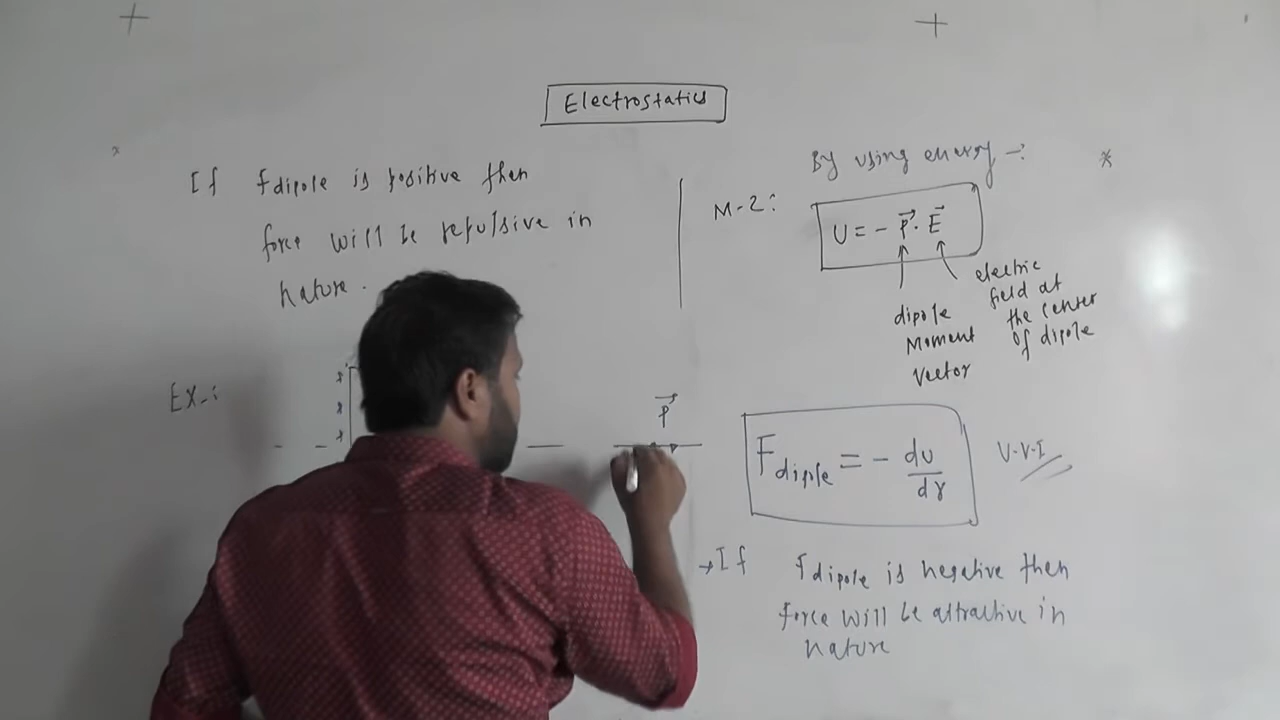 Electrostatics
If Fdipole is positive then
force will be repulsive in
nature.
Ex-:
P⃗
M-2:
By using energy -:
*
U = - P⃗ . E⃗
dipole
Moment
Vector
electric
field at
the center
of dipole
Fdipole = - du/dr
V.V.I
→ If Fdipole is negative then
force will be attractive in
nature